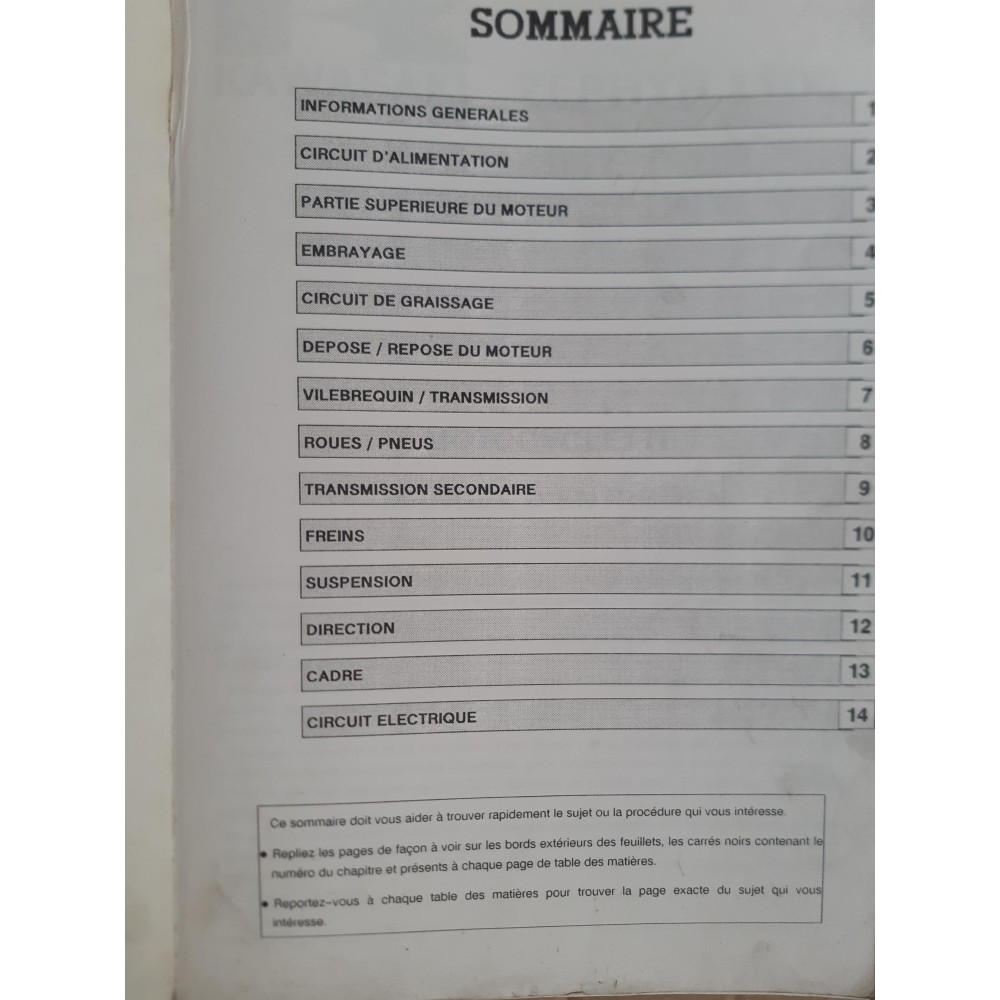 SOMMAIRE
INFORMATIONS GENERALES 1
CIRCUIT D'ALIMENTATION 2
PARTIE SUPERIEURE DU MOTEUR 3
EMBRAYAGE 4
CIRCUIT DE GRAISSAGE 5
DEPOSE / REPOSE DU MOTEUR 6
VILEBREQUIN / TRANSMISSION 7
ROUES / PNEUS 8
TRANSMISSION SECONDAIRE 9
FREINS 10
SUSPENSION 11
DIRECTION 12
CADRE 13
CIRCUIT ELECTRIQUE 14
Ce sommaire doit vous aider à trouver rapidement le sujet ou la procédure qui vous intéresse.
• Repliez les pages de façon à voir sur les bords extérieurs des feuillets, les carrés noirs contenant le
numéro du chapitre et présents à chaque page de table des matières.
• Reportez-vous à chaque table des matières pour trouver la page exacte du sujet qui vous
intéresse.